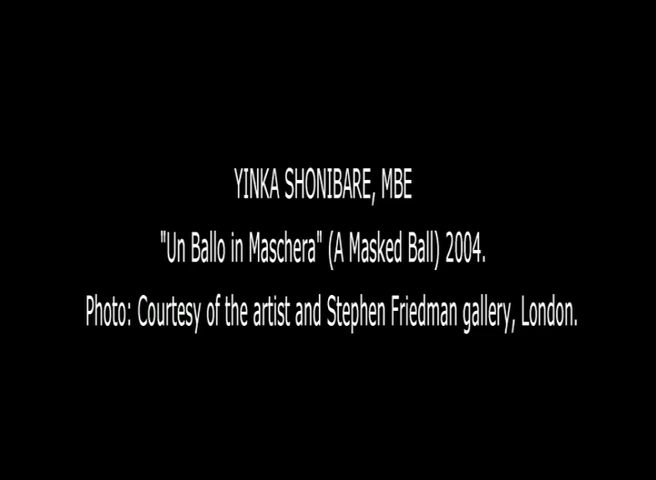 YINKA SHONIBARE, MBE
"Un Ballo in Maschera" (A Masked Ball) 2004.
Photo: Courtesy of the artist and Stephen Friedman gallery, London.